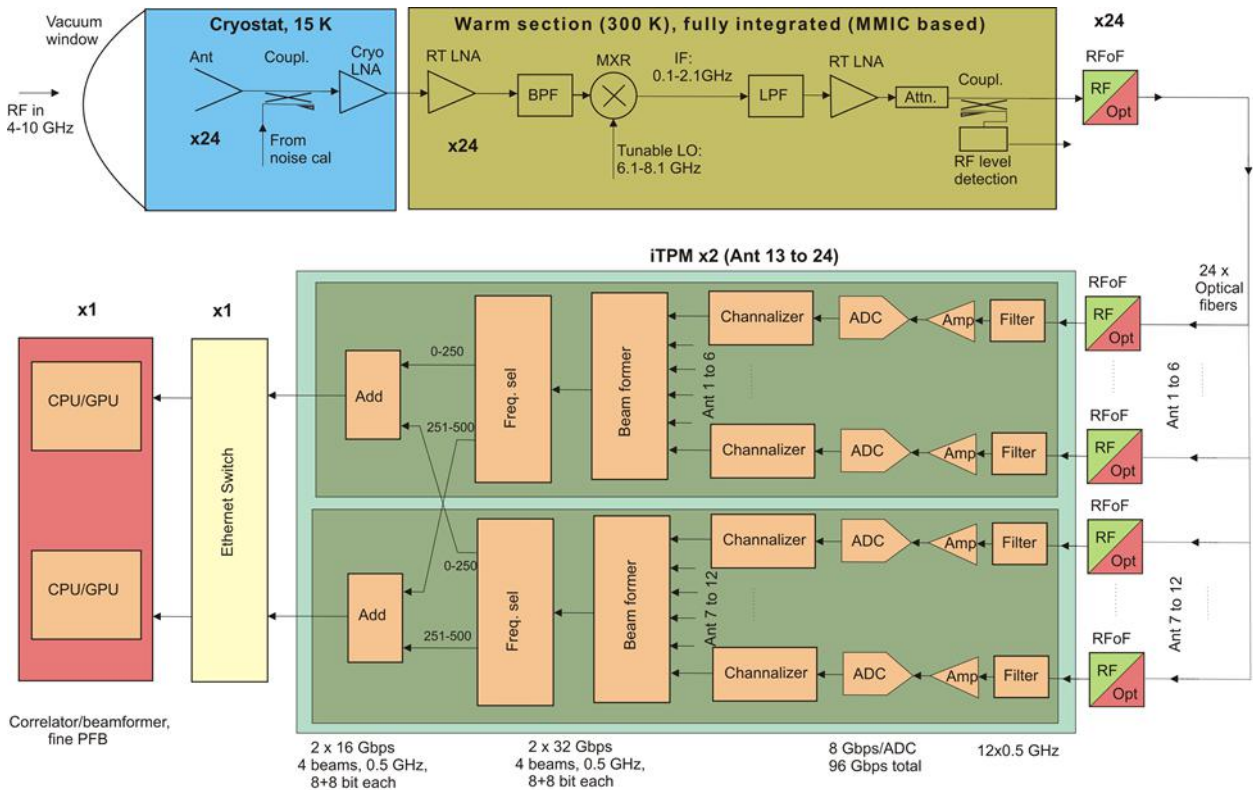 Vacuum
window
Cryostat, 15 K
Warm section (300 K), fully integrated (MMIC based)
x24
RFoF
RF
Opt
Ant
Coupl.
Cryo
LNA
RT LNA
BPF
MXR
IF:
0.1-2.1GHz
LPF
RT LNA
Attn.
Coupl.
RF in
4-10 GHz
x24
From
noise cal
x24
Tunable LO:
6.1-8.1 GHz
RF level
detection
iTPM x2 (Ant 13 to 24)
24 x
Optical
fibers
x1
x1
RFoF
RF
Opt
Filter
Amp
ADC
Channalizer
Ant 1 to 6
Beam former
Freq. sel
0-250
251-500
Add
Ethernet Switch
CPU/GPU
RFoF
RF
Opt
Filter
Amp
ADC
Channalizer
Ant 1 to 6
RFoF
RF
Opt
Filter
Amp
ADC
Channalizer
Ant 7 to 12
Beam former
Freq. sel
0-250
251-500
Add
CPU/GPU
RFoF
RF
Opt
Filter
Amp
ADC
Channalizer
Ant 7 to 12
Correlator/beamformer,
fine PFB
2 x 16 Gbps
4 beams, 0.5 GHz,
8+8 bit each
2 x 32 Gbps
4 beams, 0.5 GHz,
8+8 bit each
8 Gbps/ADC
96 Gbps total
12x0.5 GHz